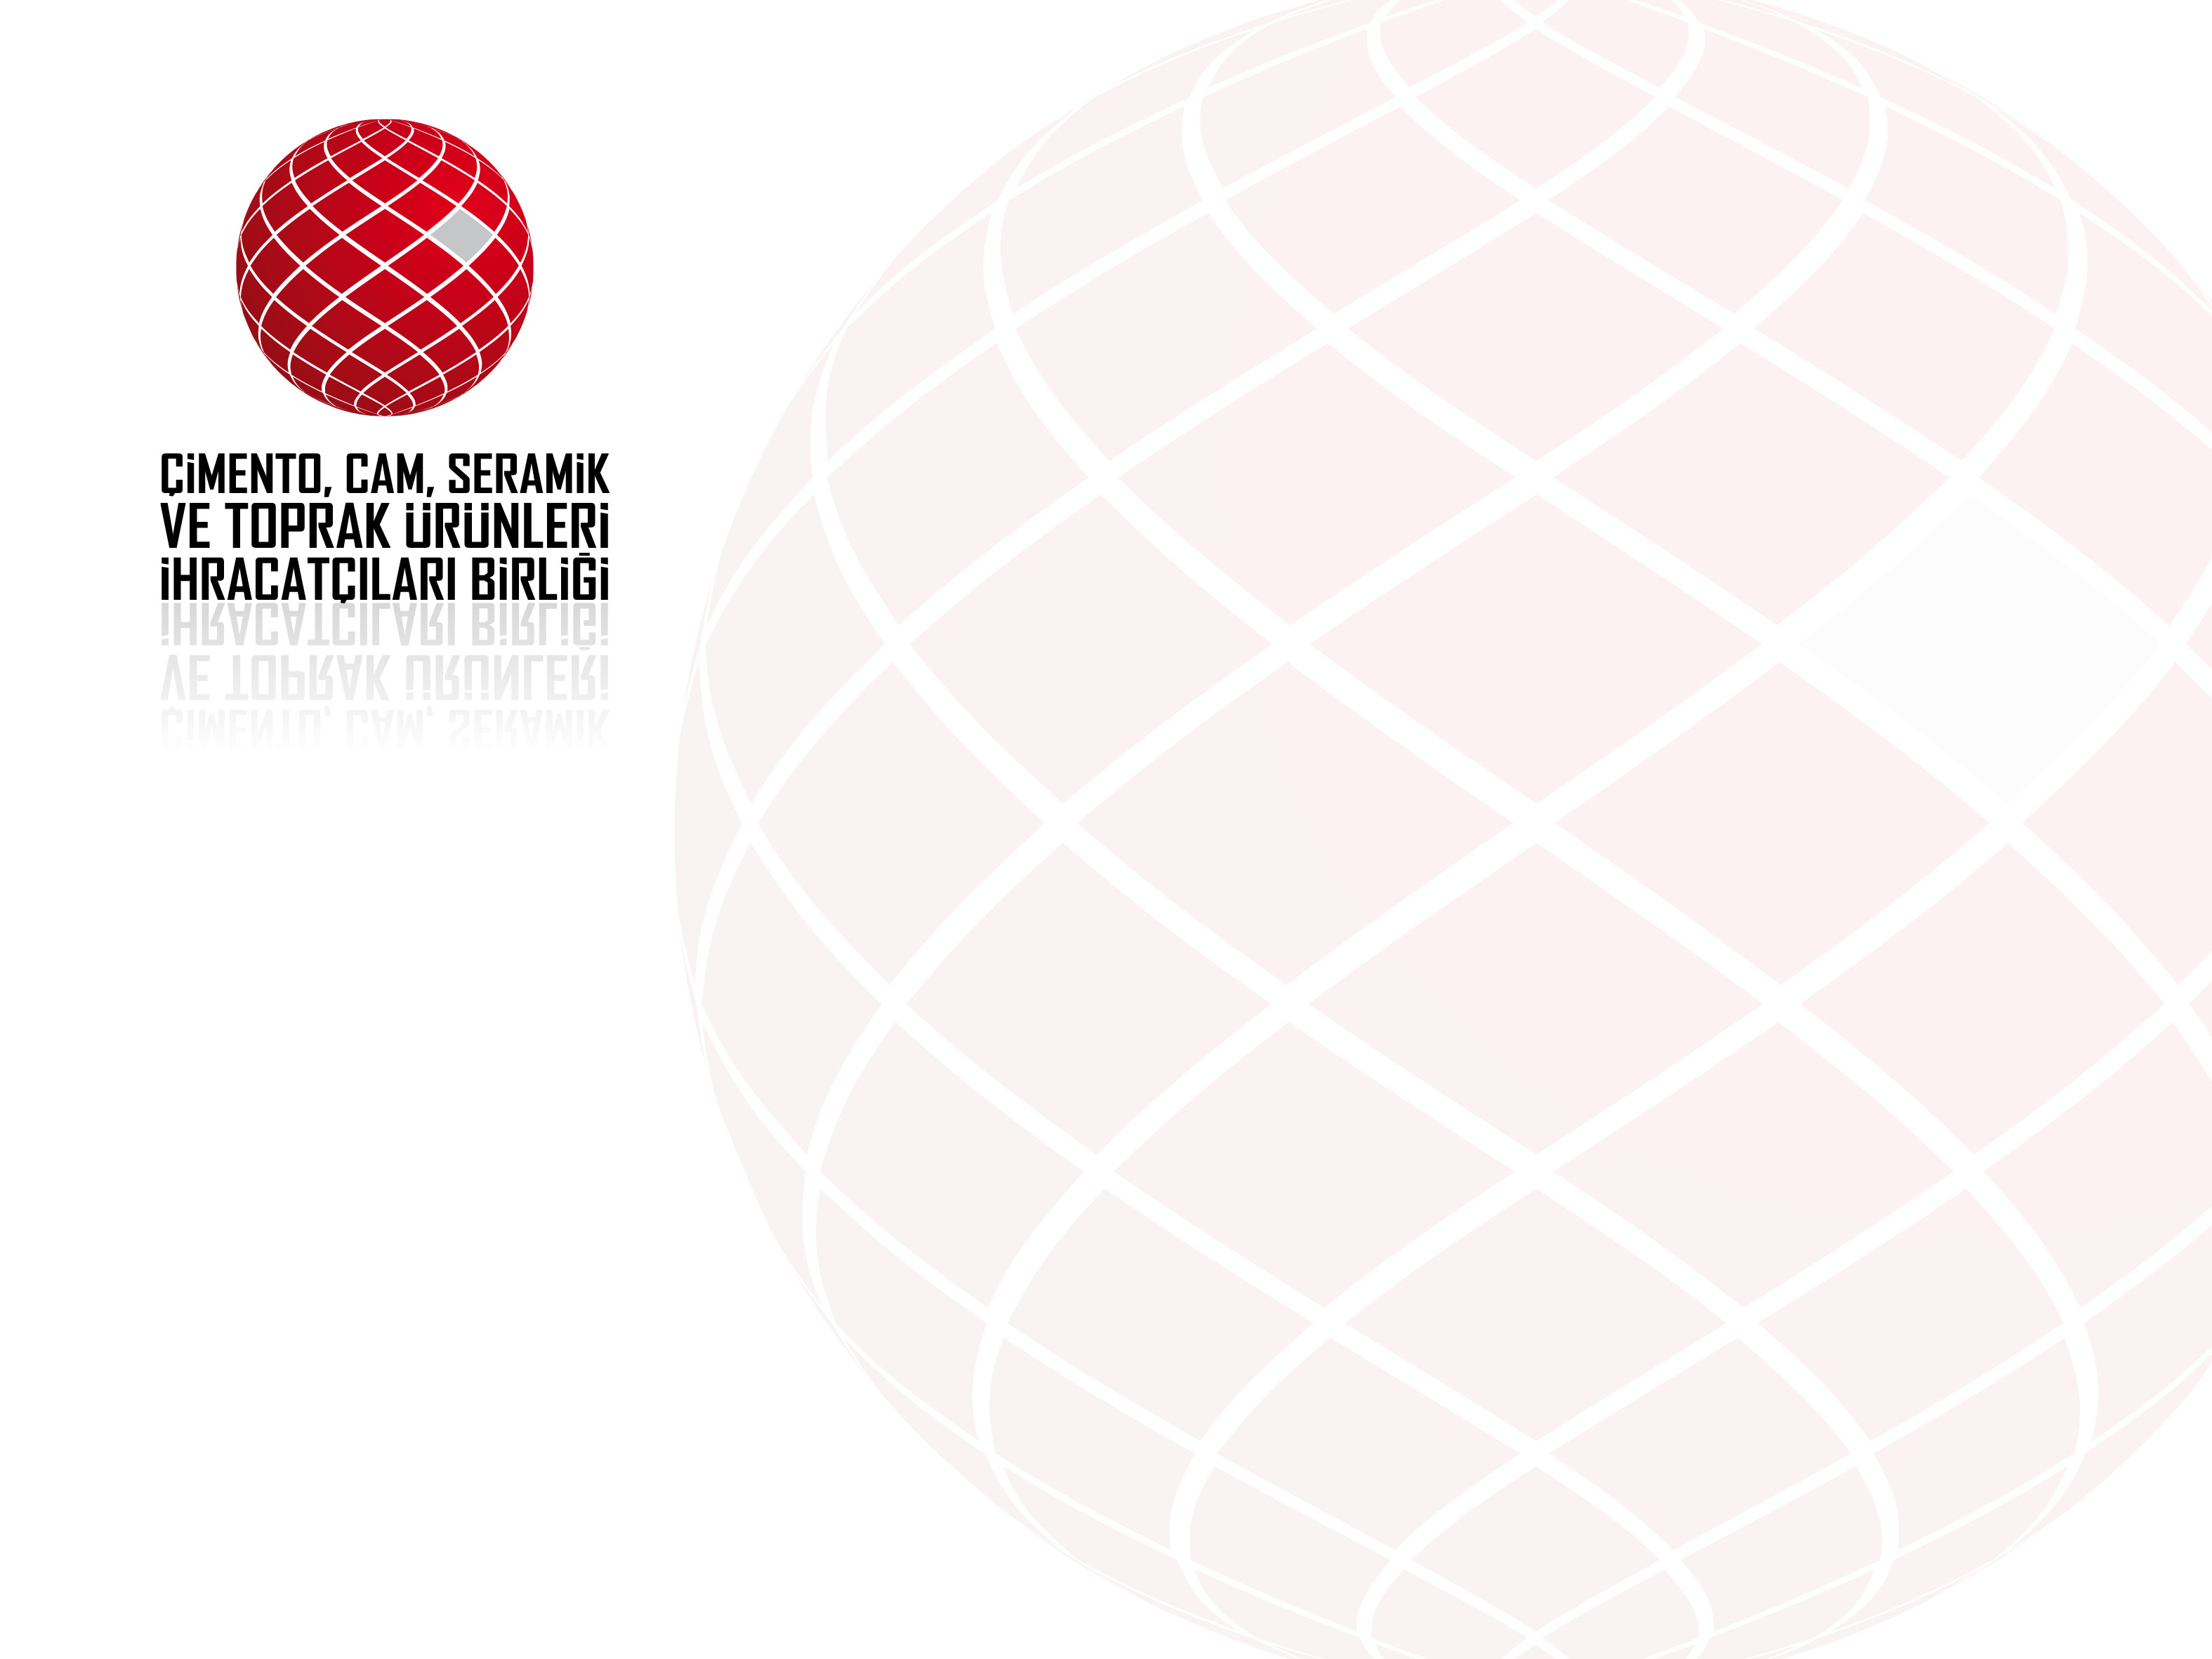 ÇİMENTO, CAM, SERAMİK
VE TOPRAK ÜRÜNLERİ
İHRACATÇILARI BİRLİĞİ